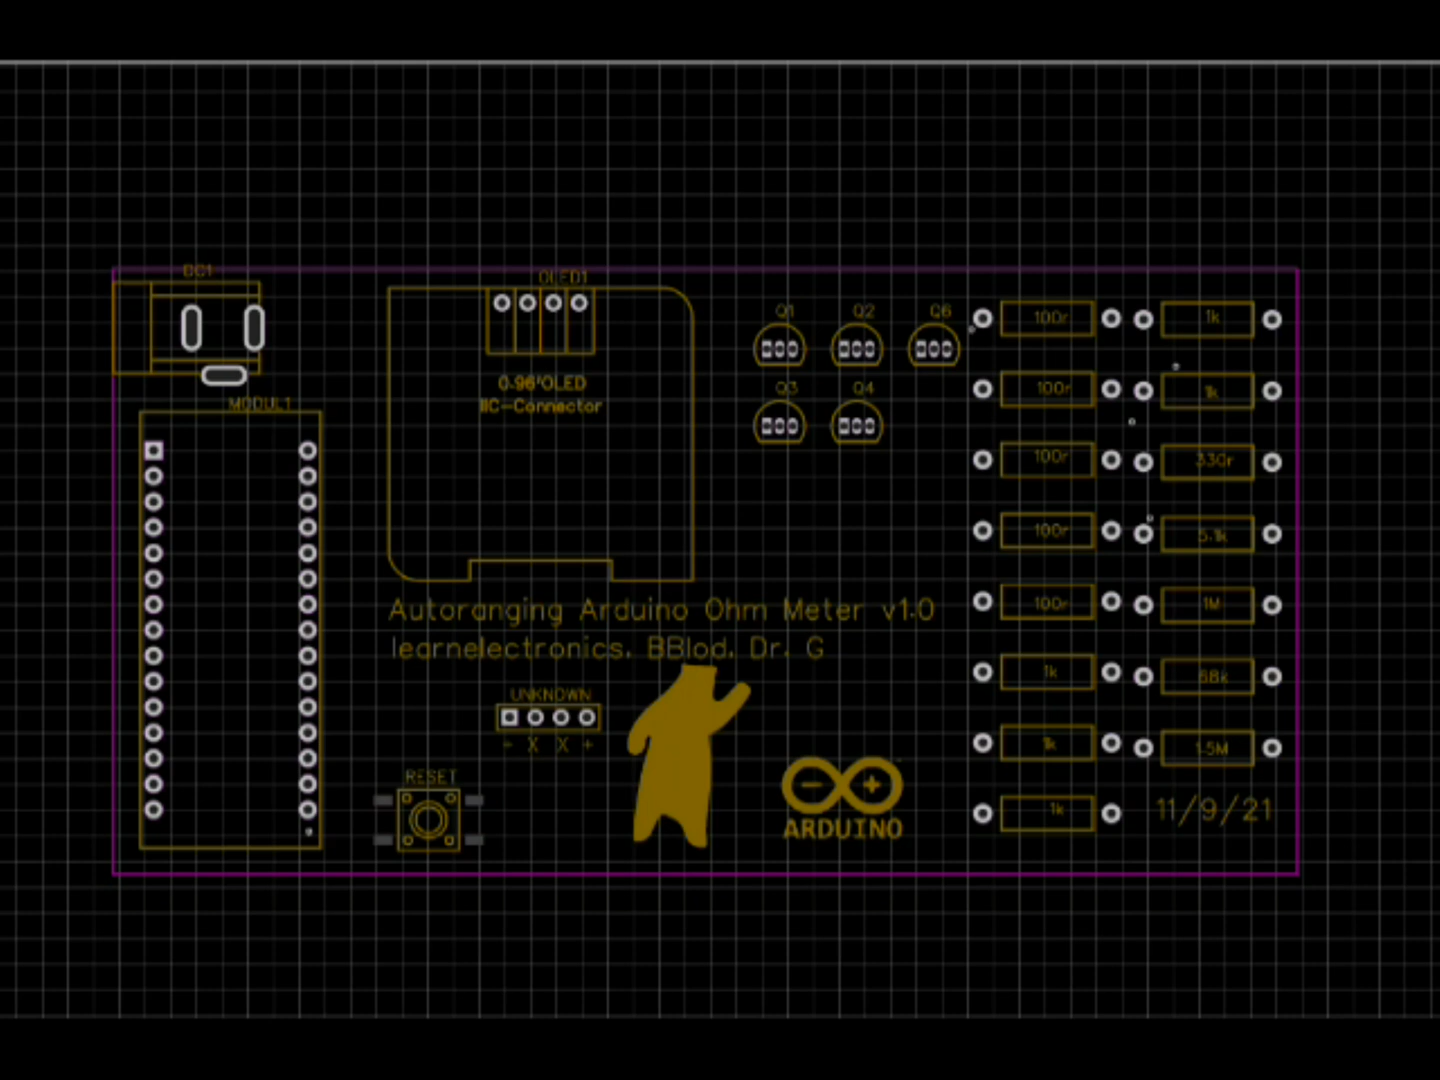 DC1
OLED1
0.96'OLED
IIC-Connector
MODUL1
Q1 Q2 Q6
Q3 Q4
100r 1k
100r 1k
100r 330r
100r 5.1k
100r 1M
1k 68k
1k 1.5M
1k
Autoranging Arduino Ohm Meter v1.0
learnelectronics, BBlod, Dr. G
UNKNOWN
- X X +
RESET
ARDUINO
11/9/21